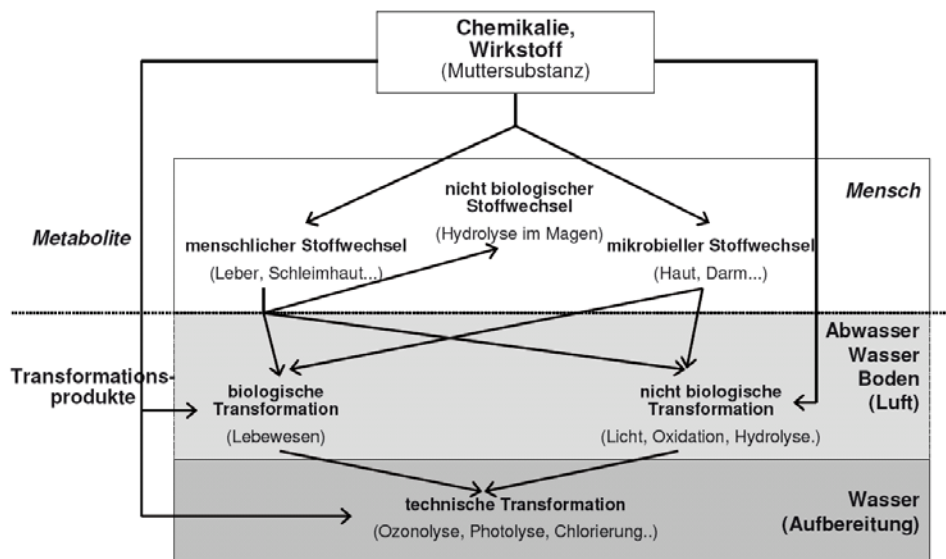 Chemikalie,
Wirkstoff
(Muttersubstanz)
Mensch
nicht biologischer
Stoffwechsel
(Hydrolyse im Magen)
Metabolite
menschlicher Stoffwechsel
(Leber, Schleimhaut...)
mikrobieller Stoffwechsel
(Haut, Darm...)
Abwasser
Wasser
Boden
(Luft)
Transformations-
produkte
biologische
Transformation
(Lebewesen)
nicht biologische
Transformation
(Licht, Oxidation, Hydrolyse.)
technische Transformation
(Ozonolyse, Photolyse, Chlorierung..)
Wasser
(Aufbereitung)